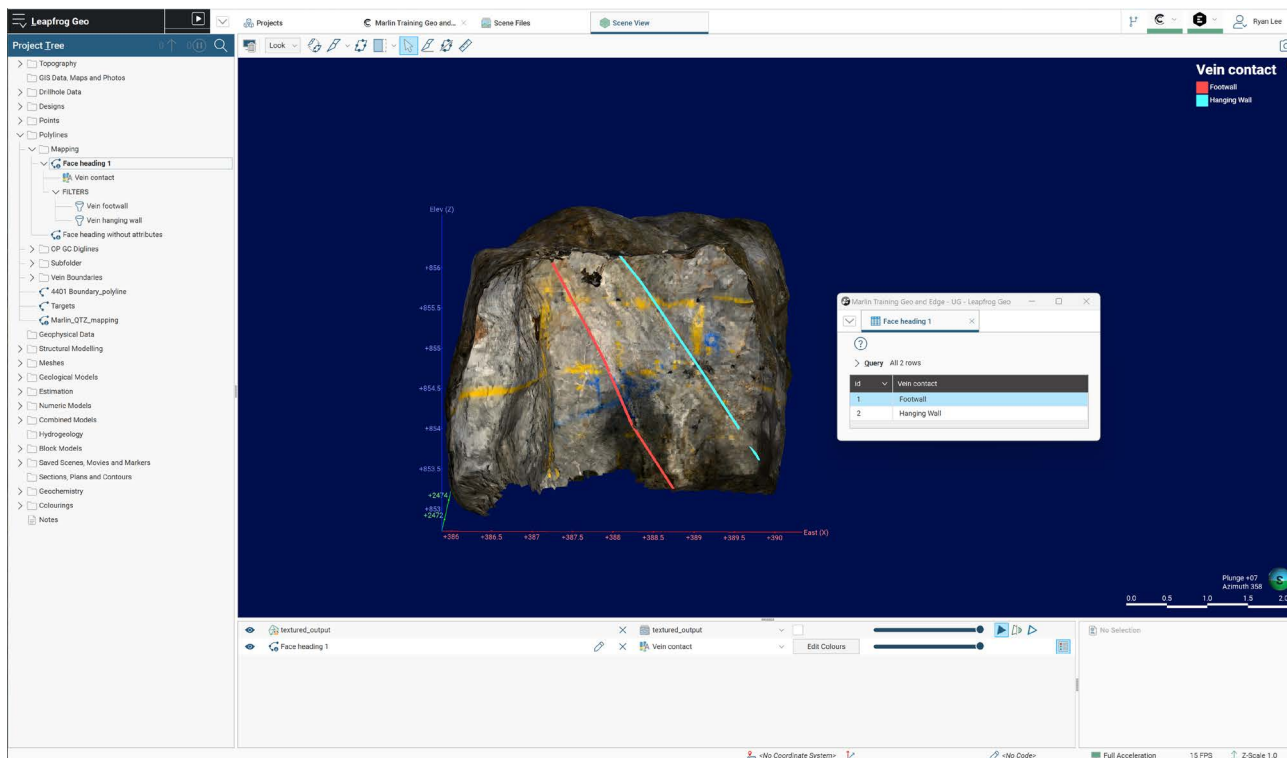 Leapfrog Geo
Projects
Marlin Training Geo and...
Scene Files
Scene View
Ryan Lee
Project Tree
Look
Topography
GIS Data, Maps and Photos
Drillhole Data
Designs
Points
Polylines
Mapping
Face heading 1
Vein contact
FILTERS
Vein footwall
Vein hanging wall
Face heading without attributes
CP GC Diglines
Subfolder
Vein Boundaries
4401 Boundary_polyline
Targets
Marlin_QTZ_mapping
Geophysical Data
Structural Modelling
Meshes
Geological Models
Estimation
Numeric Models
Combined Models
Hydrogeology
Block Models
Saved Scenes, Movies and Markers
Sections, Plans and Contours
Geochemistry
Colourings
Notes
Vein contact
Footwall
Hanging Wall
Elev (Z)
+856
+855.5
+855
+854.5
+854
+853.5
+2474
+853
+2472
+386 +386.5 +387 +387.5 +388 +388.5 +389 +389.5 +390 East (X)
Marlin Training Geo and Edge - UG - Leapfrog Geo
Face heading 1
Query All 2 rows
Id Vein contact
1 Footwall
2 Hanging Wall
Plunge +07
Azimuth 358
S
0.0 0.5 1.0 1.5 2.0
textured_output textured_output
Face heading 1 Vein contact Edit Colours
No Selection
<No Coordinate System> <No Code> Full Acceleration 15 FPS Z-Scale 1.0